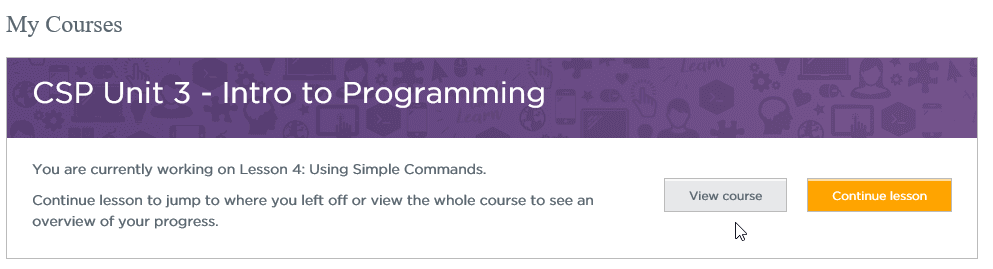 My Courses
CSP Unit 3 - Intro to Programming
Learn
Learn
You are currently working on Lesson 4: Using Simple Commands.
Continue lesson to jump to where you left off or view the whole course to see an
overview of your progress.
View course
Continue lesson